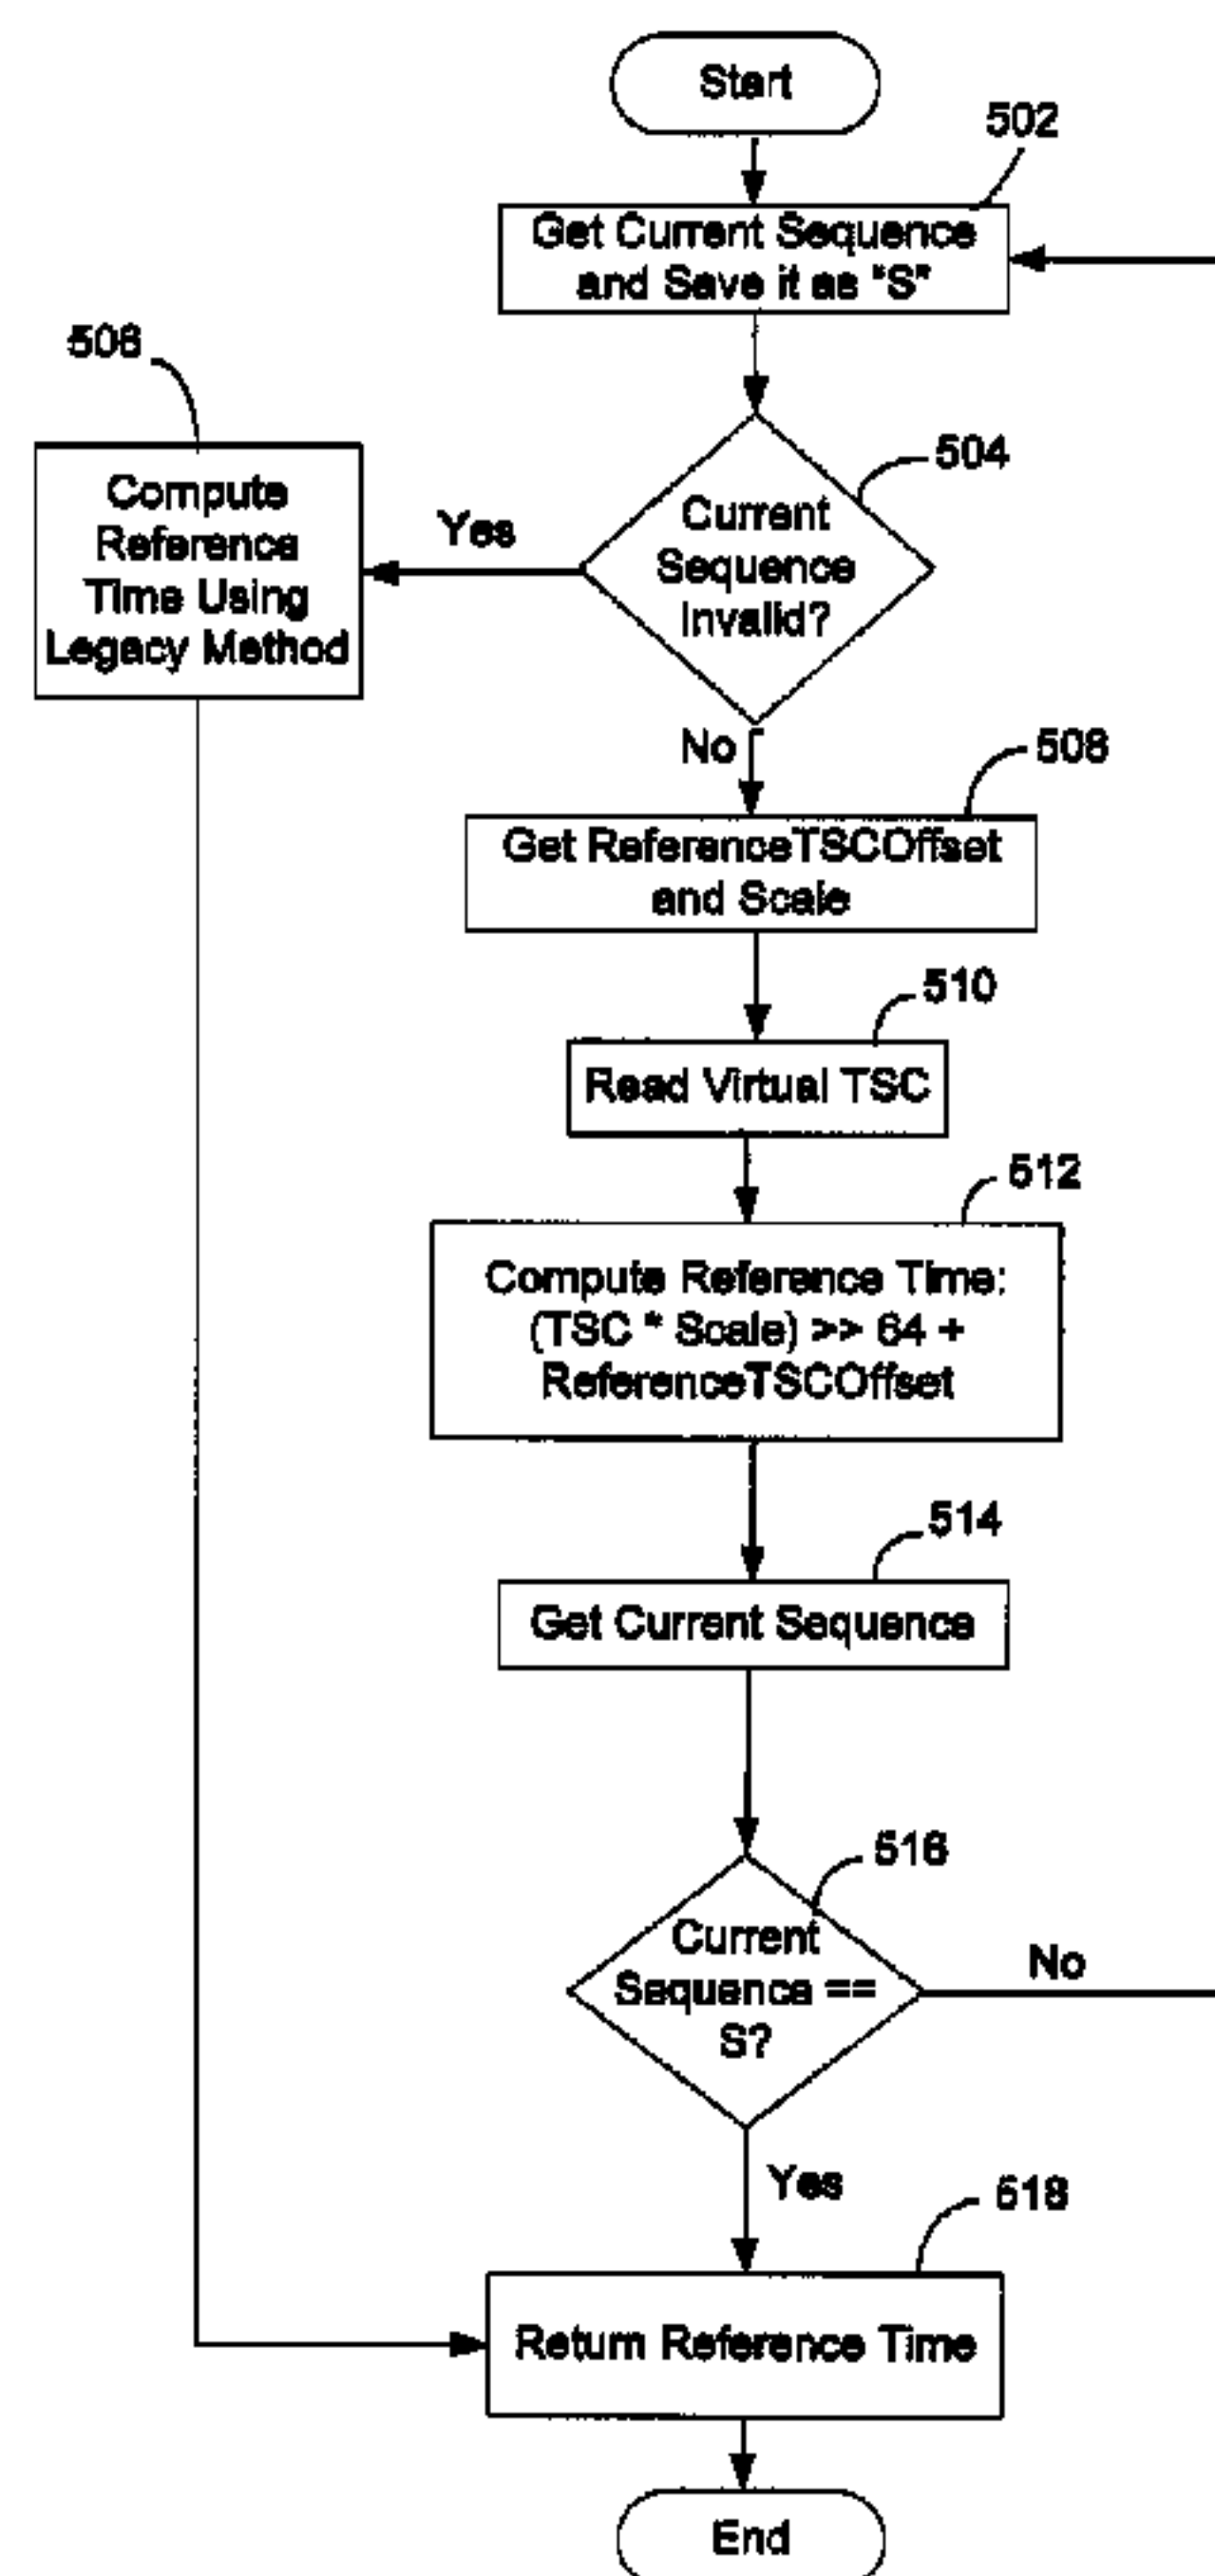 Start
502
Get Current Sequence
and Save it as "S"
506
504
Compute
Reference
Time Using
Legacy Method
Yes
Current
Sequence
Invalid?
No
508
Get ReferenceTSCOffset
and Scale
510
Read Virtual TSC
512
Compute Reference Time:
(TSC * Scale) >> 64 +
ReferenceTSCOffset
514
Get Current Sequence
516
Current
Sequence ==
S?
No
Yes
518
Return Reference Time
End